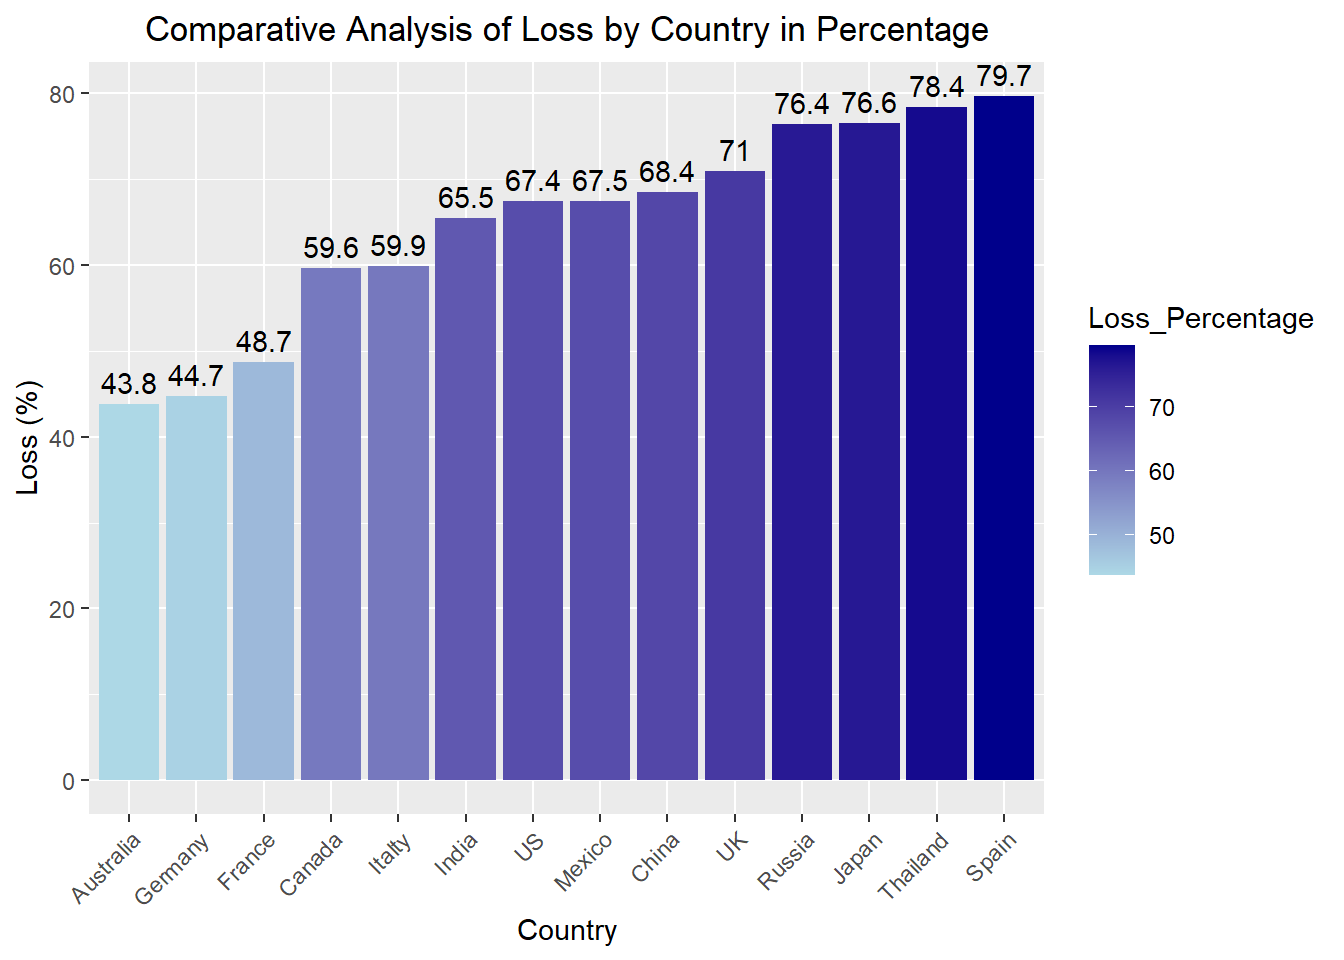 Comparative Analysis of Loss by Country in Percentage
Loss (%)
80
60
40
20
0
43.8
44.7
48.7
59.6
59.9
65.5
67.4
67.5
68.4
71
76.4
76.6
78.4
79.7
Australia
Germany
France
Canada
Italty
India
US
Mexico
China
UK
Russia
Japan
Thailand
Spain
Country
Loss_Percentage
70
60
50